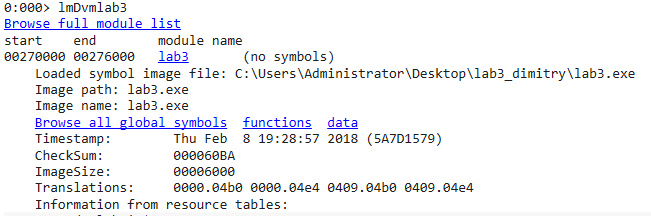 0:000> lmDvmlab3
Browse full module list
start    end        module name
00270000 00276000   lab3       (no symbols)
Loaded symbol image file: C:\Users\Administrator\Desktop\lab3_dimitry\lab3.exe
Image path: lab3.exe
Image name: lab3.exe
Browse all global symbols  functions  data
Timestamp:        Thu Feb  8 19:28:57 2018 (5A7D1579)
CheckSum:         000060BA
ImageSize:        00006000
Translations:     0000.04b0 0000.04e4 0409.04b0 0409.04e4
Information from resource tables: